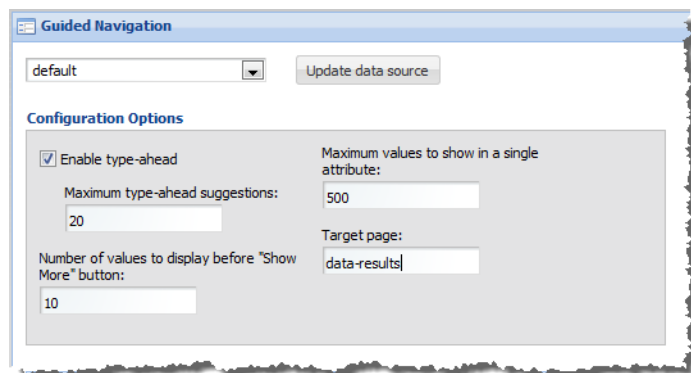 Guided Navigation
default
Update data source
Configuration Options
Enable type-ahead
Maximum type-ahead suggestions:
20
Number of values to display before "Show
More" button:
10
Maximum values to show in a single
attribute:
500
Target page:
data-results